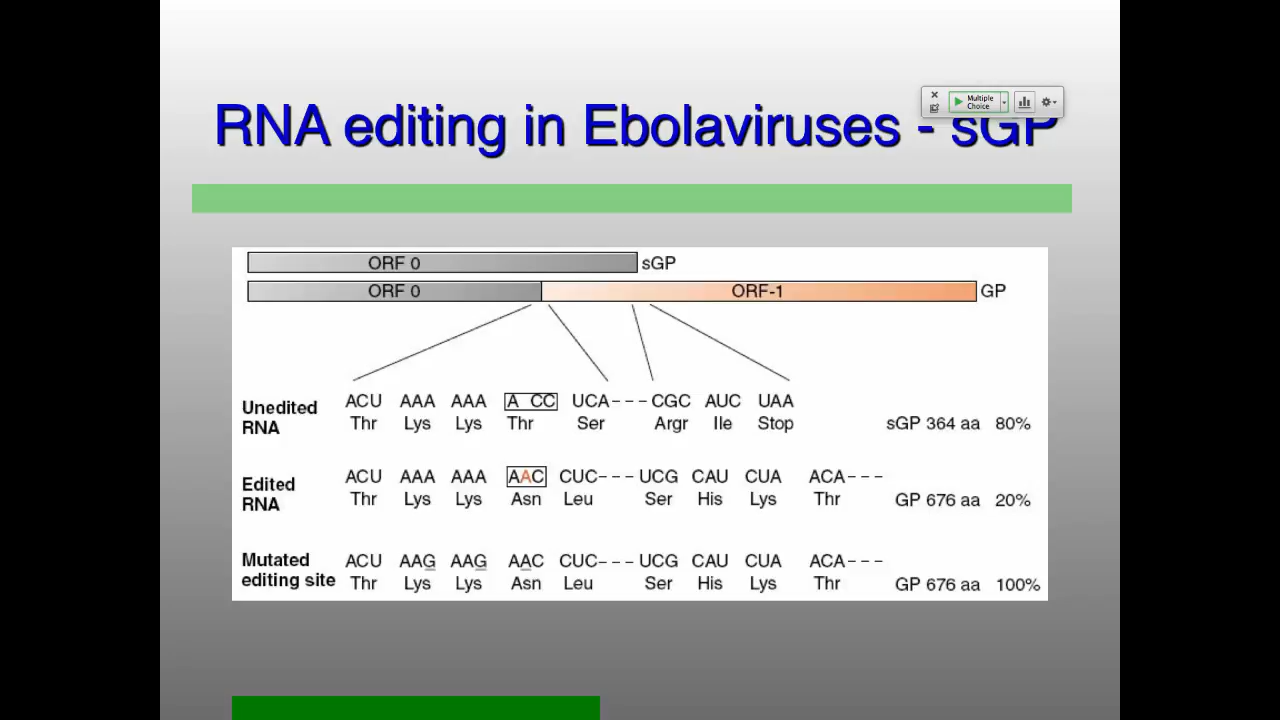 RNA editing in Ebolaviruses - sGP
Multiple
Choice
ORF 0 sGP
ORF 0 ORF-1 GP
Unedited
RNA
ACU AAA AAA A CC UCA--- CGC AUC UAA
Thr Lys Lys Thr Ser Argr Ile Stop sGP 364 aa 80%
Edited
RNA
ACU AAA AAA AAC CUC--- UCG CAU CUA ACA---
Thr Lys Lys Asn Leu Ser His Lys Thr GP 676 aa 20%
Mutated
editing site
ACU AAG AAG AAC CUC--- UCG CAU CUA ACA---
Thr Lys Lys Asn Leu Ser His Lys Thr GP 676 aa 100%